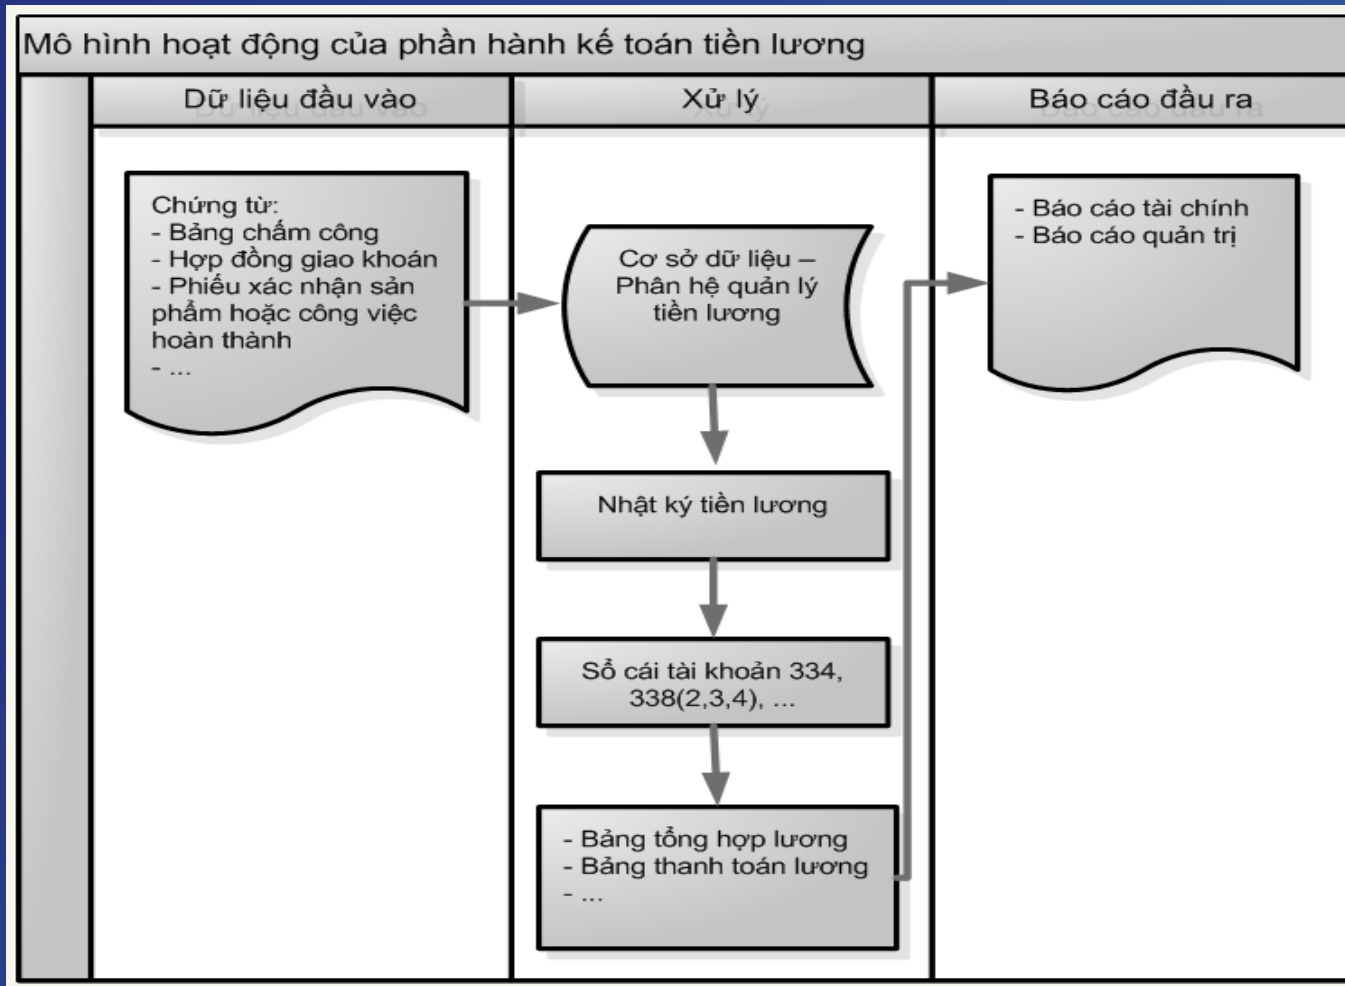 Mô hình hoạt động của phần hành kế toán tiền lương
Dữ liệu đầu vào
Xử lý
Báo cáo đầu ra
Chứng từ:
- Bảng chấm công
- Hợp đồng giao khoán
- Phiếu xác nhận sản
phẩm hoặc công việc
hoàn thành
- ...
Cơ sở dữ liệu –
Phân hệ quản lý
tiền lương
Nhật ký tiền lương
Sổ cái tài khoản 334,
338(2,3,4), ...
- Bảng tổng hợp lương
- Bảng thanh toán lương
- ...
- Báo cáo tài chính
- Báo cáo quản trị